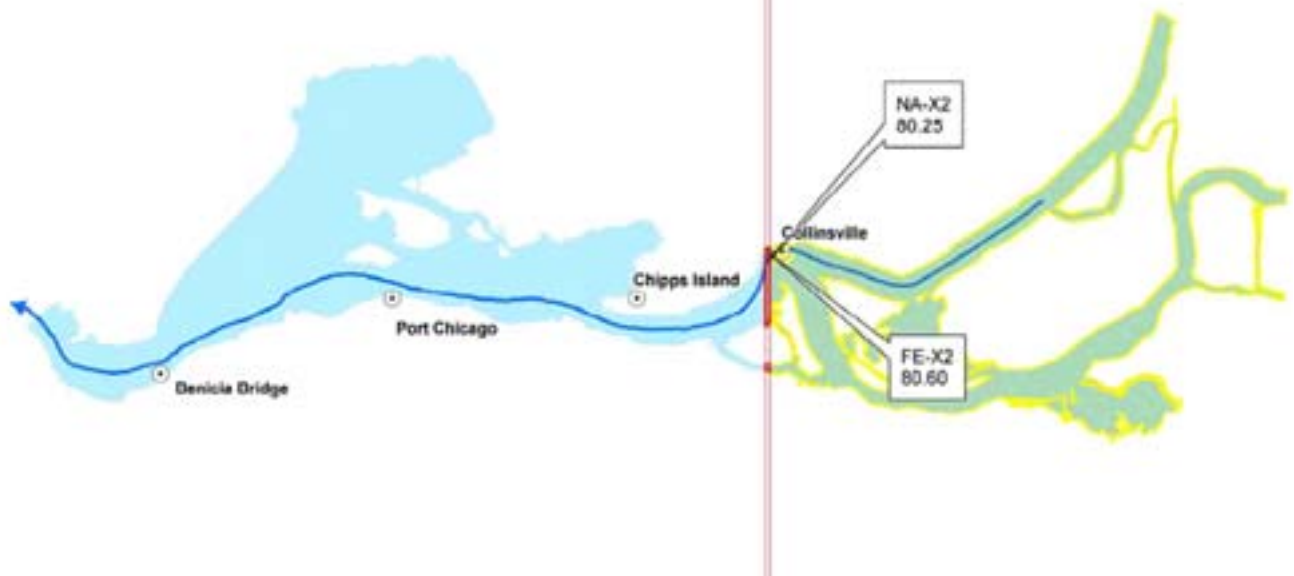 NA-X2
80.25
Collinsville
Chipps Island
Port Chicago
FE-X2
80.60
Benicia Bridge